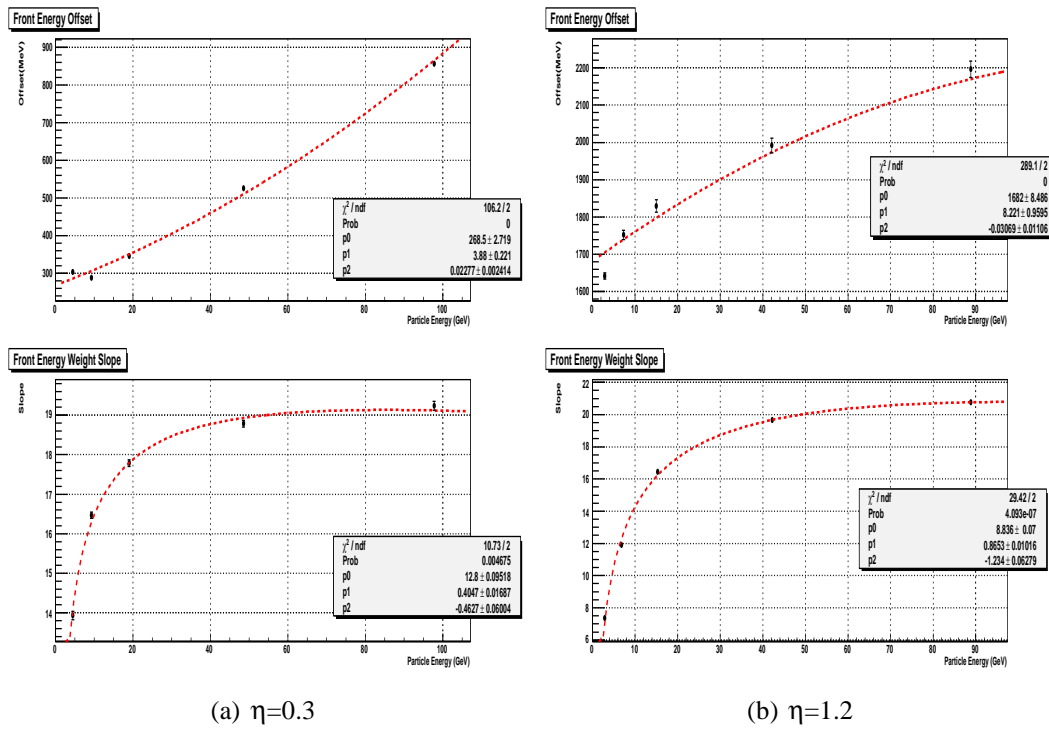 Front Energy Offset
Offset(MeV)
900
800
700
600
500
400
300
0 20 40 60 80 100
Particle Energy (GeV)
χ² / ndf 106.2 / 2
Prob 0
p0 268.5 ± 2.719
p1 3.88 ± 0.221
p2 0.02277 ± 0.002414
Front Energy Offset
Offset(MeV)
2200
2100
2000
1900
1800
1700
1600
0 10 20 30 40 50 60 70 80 90
Particle Energy (GeV)
χ² / ndf 289.1 / 2
Prob 0
p0 1682 ± 8.486
p1 8.221 ± 0.9595
p2 -0.03069 ± 0.01106
Front Energy Weight Slope
Slope
19
18
17
16
15
14
0 20 40 60 80 100
Particle Energy (GeV)
χ² / ndf 10.73 / 2
Prob 0.004675
p0 12.8 ± 0.09518
p1 0.4047 ± 0.01687
p2 -0.4627 ± 0.06004
Front Energy Weight Slope
Slope
22
20
18
16
14
12
10
8
6
0 10 20 30 40 50 60 70 80 90
Particle Energy (GeV)
χ² / ndf 29.42 / 2
Prob 4.093e-07
p0 8.836 ± 0.07
p1 0.8653 ± 0.01016
p2 -1.234 ± 0.06279
(a) η=0.3
(b) η=1.2